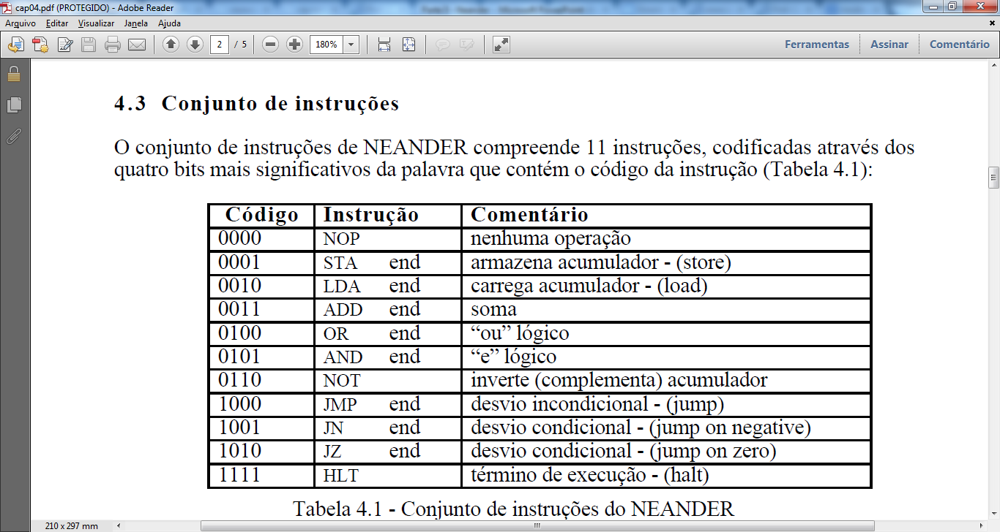 cap04.pdf (PROTEGIDO) - Adobe Reader
Arquivo Editar Visualizar Janela Ajuda
2 / 5 180% Ferramentas Assinar Comentário
4.3 Conjunto de instruções
O conjunto de instruções de NEANDER compreende 11 instruções, codificadas através dos
quatro bits mais significativos da palavra que contém o código da instrução (Tabela 4.1):
Código Instrução Comentário
0000 NOP nenhuma operação
0001 STA end armazena acumulador - (store)
0010 LDA end carrega acumulador - (load)
0011 ADD end soma
0100 OR end “ou” lógico
0101 AND end “e” lógico
0110 NOT inverte (complementa) acumulador
1000 JMP end desvio incondicional - (jump)
1001 JN end desvio condicional - (jump on negative)
1010 JZ end desvio condicional - (jump on zero)
1111 HLT término de execução - (halt)
Tabela 4.1 - Conjunto de instruções do NEANDER
210 x 297 mm